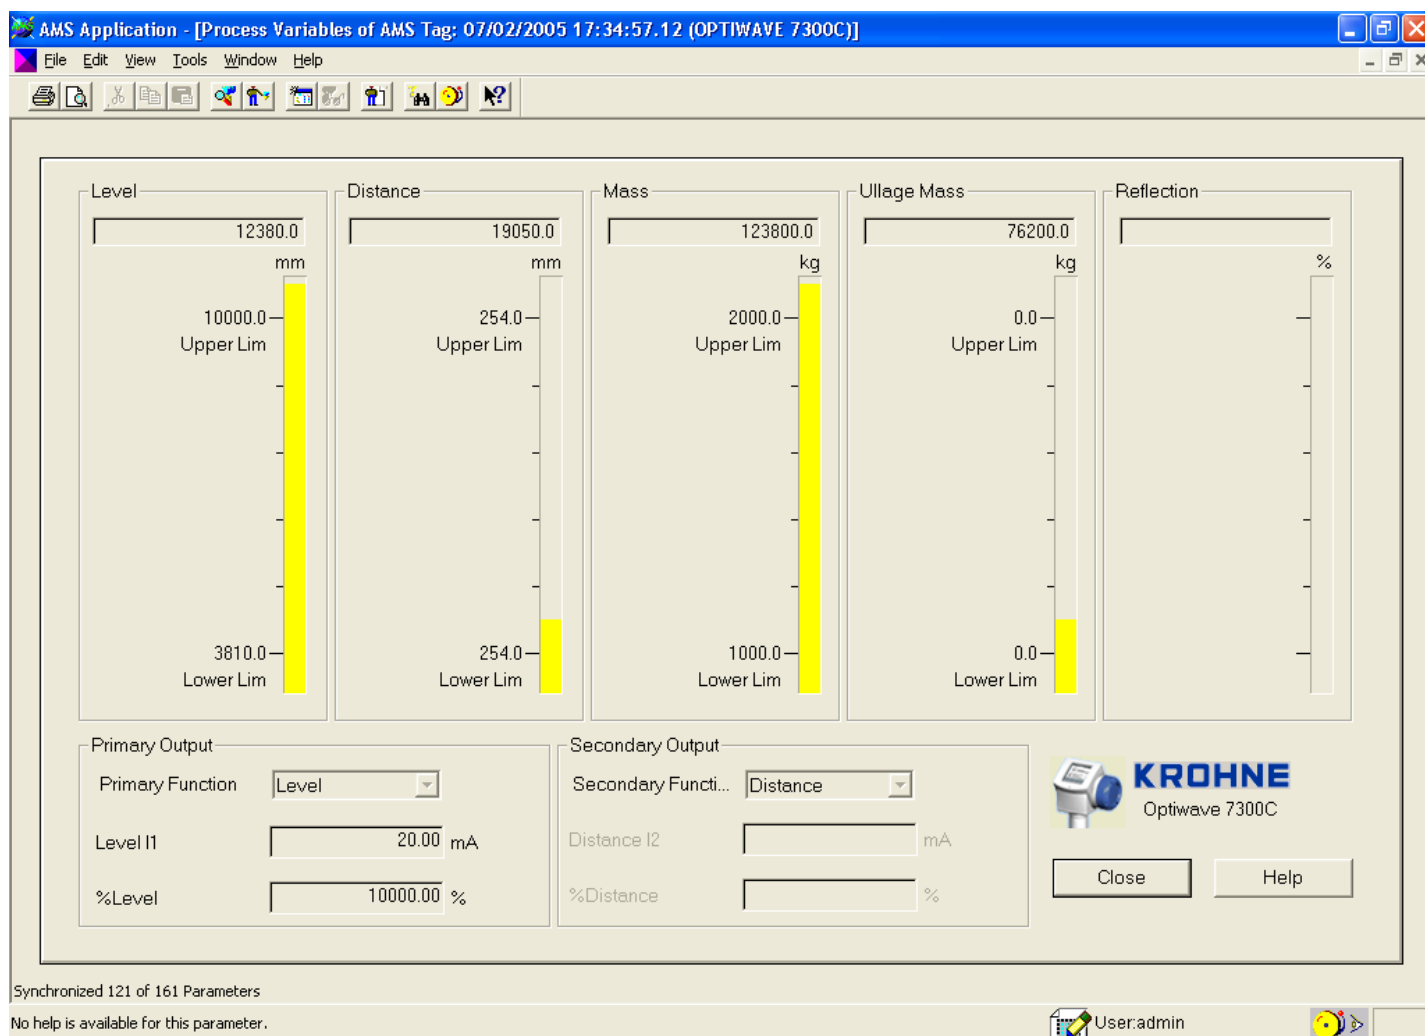 AMS Application - [Process Variables of AMS Tag: 07/02/2005 17:34:57.12 (OPTIWAVE 7300C)]
File Edit View Tools Window Help
Level
12380.0
mm
10000.0
Upper Lim
3810.0
Lower Lim
Distance
19050.0
mm
254.0
Upper Lim
254.0
Lower Lim
Mass
123800.0
kg
2000.0
Upper Lim
1000.0
Lower Lim
Ullage Mass
76200.0
kg
0.0
Upper Lim
0.0
Lower Lim
Reflection
%
Primary Output
Primary Function Level
Level I1 20.00 mA
%Level 10000.00 %
Secondary Output
Secondary Functi... Distance
Distance I2 mA
%Distance %
KROHNE
Optiwave 7300C
Close Help
Synchronized 121 of 161 Parameters
No help is available for this parameter.
User:admin